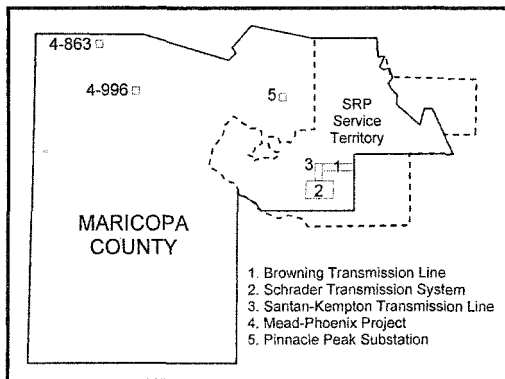 4-863
4-996
5
SRP
Service
Territory
3
1
2
MARICOPA
COUNTY
1. Browning Transmission Line
2. Schrader Transmission System
3. Santan-Kempton Transmission Line
4. Mead-Phoenix Project
5. Pinnacle Peak Substation